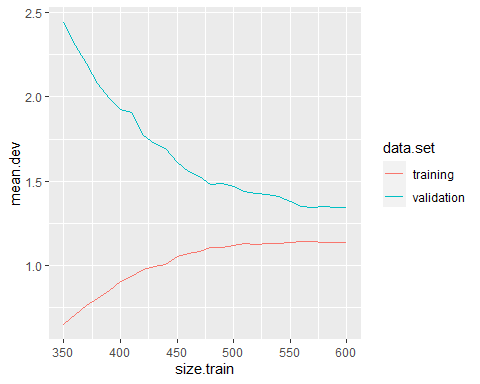 2.5
2.0
1.5
1.0
mean.dev
350 400 450 500 550 600
size.train
data.set
training
validation